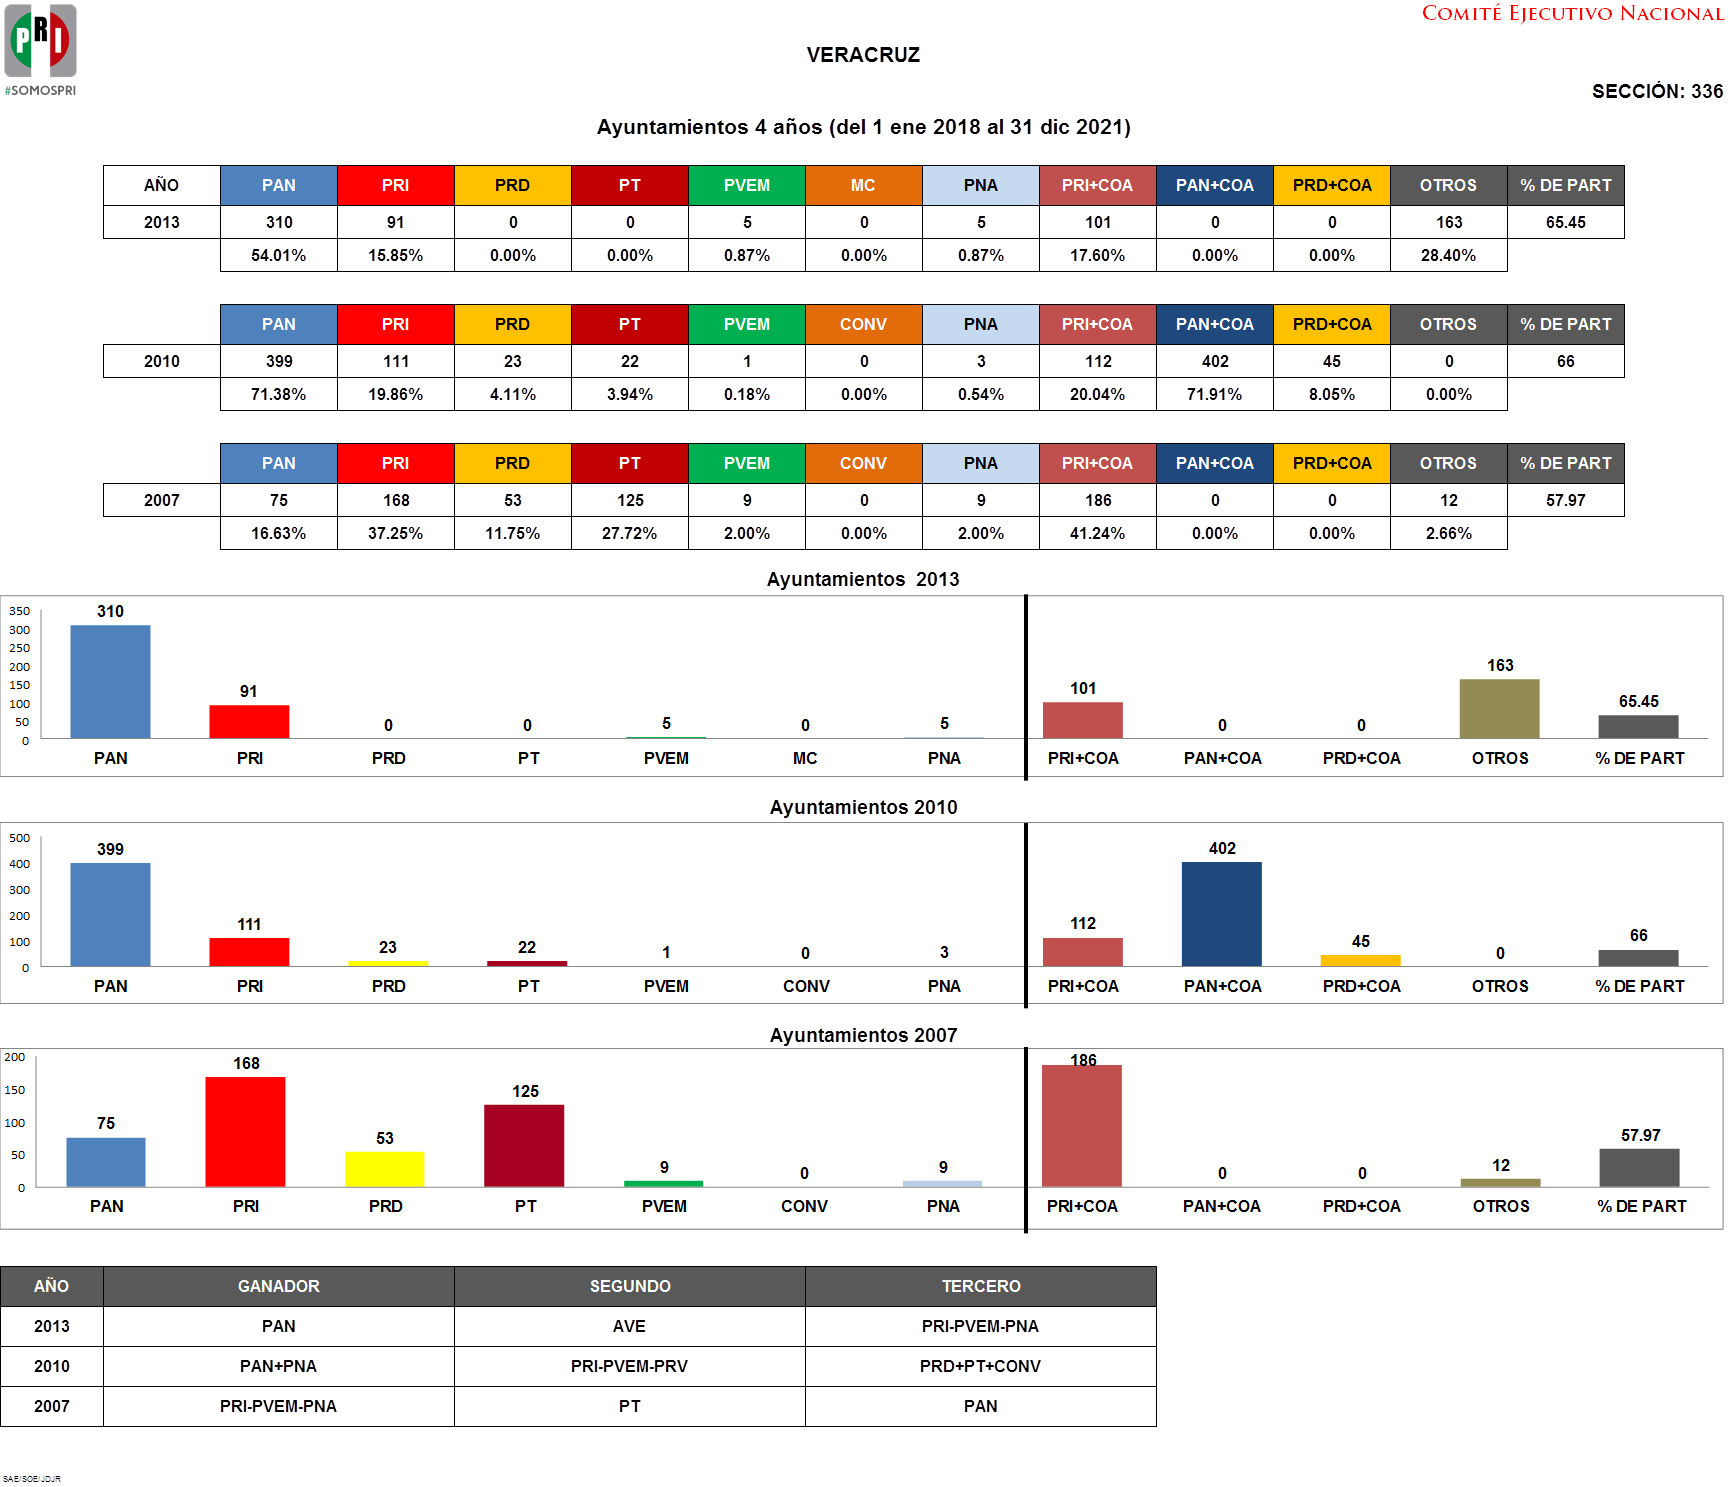 PRI
#SOMOSPRI
COMITÉ EJECUTIVO NACIONAL
VERACRUZ
SECCIÓN: 336
Ayuntamientos 4 años (del 1 ene 2018 al 31 dic 2021)
AÑO PAN PRI PRD PT PVEM MC PNA PRI+COA PAN+COA PRD+COA OTROS % DE PART
2013 310 91 0 0 5 0 5 101 0 0 163 65.45
54.01% 15.85% 0.00% 0.00% 0.87% 0.00% 0.87% 17.60% 0.00% 0.00% 28.40%
PAN PRI PRD PT PVEM CONV PNA PRI+COA PAN+COA PRD+COA OTROS % DE PART
2010 399 111 23 22 1 0 3 112 402 45 0 66
71.38% 19.86% 4.11% 3.94% 0.18% 0.00% 0.54% 20.04% 71.91% 8.05% 0.00%
PAN PRI PRD PT PVEM CONV PNA PRI+COA PAN+COA PRD+COA OTROS % DE PART
2007 75 168 53 125 9 0 9 186 0 0 12 57.97
16.63% 37.25% 11.75% 27.72% 2.00% 0.00% 2.00% 41.24% 0.00% 0.00% 2.66%
Ayuntamientos 2013
350
300
250
200
150
100
50
0
310 91 0 0 5 0 5 101 0 0 163 65.45
PAN PRI PRD PT PVEM MC PNA PRI+COA PAN+COA PRD+COA OTROS % DE PART
Ayuntamientos 2010
500
400
300
200
100
0
399 111 23 22 1 0 3 112 402 45 0 66
PAN PRI PRD PT PVEM CONV PNA PRI+COA PAN+COA PRD+COA OTROS % DE PART
Ayuntamientos 2007
200
150
100
50
0
75 168 53 125 9 0 9 186 0 0 12 57.97
PAN PRI PRD PT PVEM CONV PNA PRI+COA PAN+COA PRD+COA OTROS % DE PART
AÑO GANADOR SEGUNDO TERCERO
2013 PAN AVE PRI-PVEM-PNA
2010 PAN+PNA PRI-PVEM-PRV PRD+PT+CONV
2007 PRI-PVEM-PNA PT PAN
SAE/SOE/JDJR